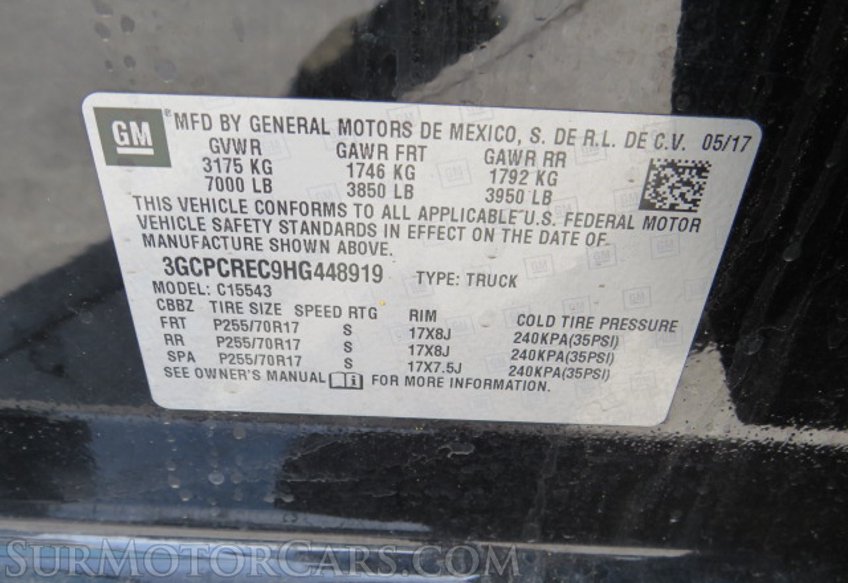 GM ® MFD BY GENERAL MOTORS DE MEXICO, S. DE R.L. DE C.V. 05/17
GVWR GAWR FRT GAWR RR
3175 KG 1746 KG 1792 KG
7000 LB 3850 LB 3950 LB
THIS VEHICLE CONFORMS TO ALL APPLICABLE U.S. FEDERAL MOTOR
VEHICLE SAFETY STANDARDS IN EFFECT ON THE DATE OF
MANUFACTURE SHOWN ABOVE.
3GCPCREC9HG448919 TYPE: TRUCK
MODEL: C15543
CBBZ TIRE SIZE SPEED RTG RIM COLD TIRE PRESSURE
FRT P255/70R17 S 17X8J 240KPA(35PSI)
RR P255/70R17 S 17X8J 240KPA(35PSI)
SPA P255/70R17 S 17X7.5J 240KPA(35PSI)
SEE OWNER'S MANUAL i FOR MORE INFORMATION.
SurMotorCars.com